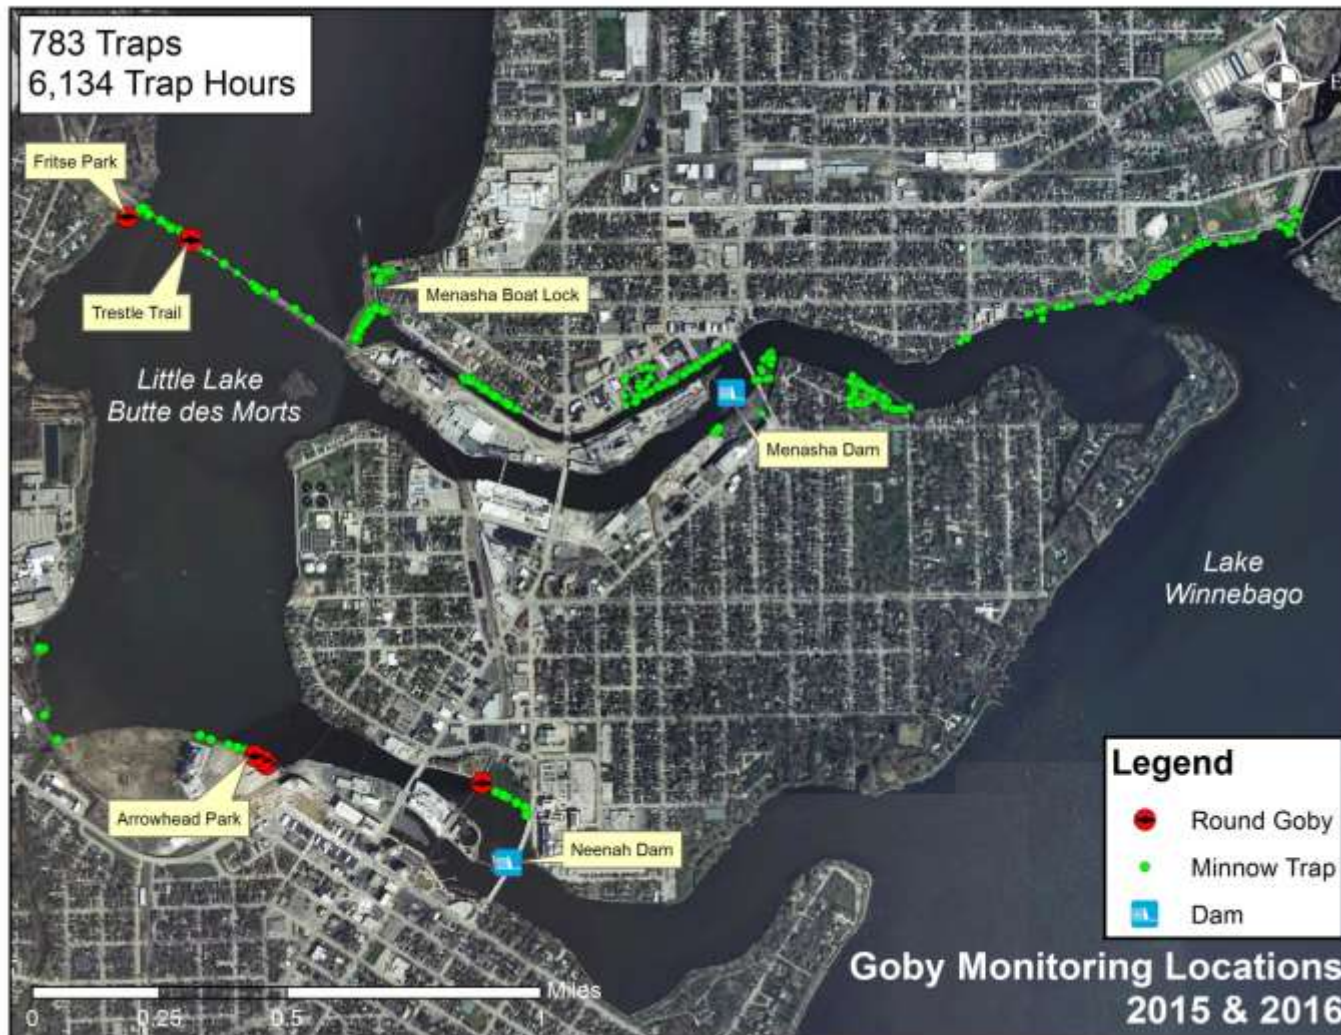 783 Traps
6,134 Trap Hours
E
Fritse Park
Trestle Trail
Menasha Boat Lock
Little Lake
Butte des Morts
Menasha Dam
Lake
Winnebago
Arrowhead Park
Neenah Dam
Legend
Round Goby
Minnow Trap
Dam
Goby Monitoring Locations
2015 & 2016
Miles
0 0.25 0.5 1